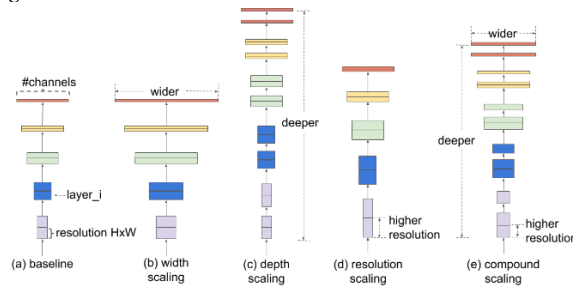 #channels
wider
wider
deeper
deeper
layer_i
resolution HxW
higher
resolution
higher
resolution
(a) baseline
(b) width
scaling
(c) depth
scaling
(d) resolution
scaling
(e) compound
scaling